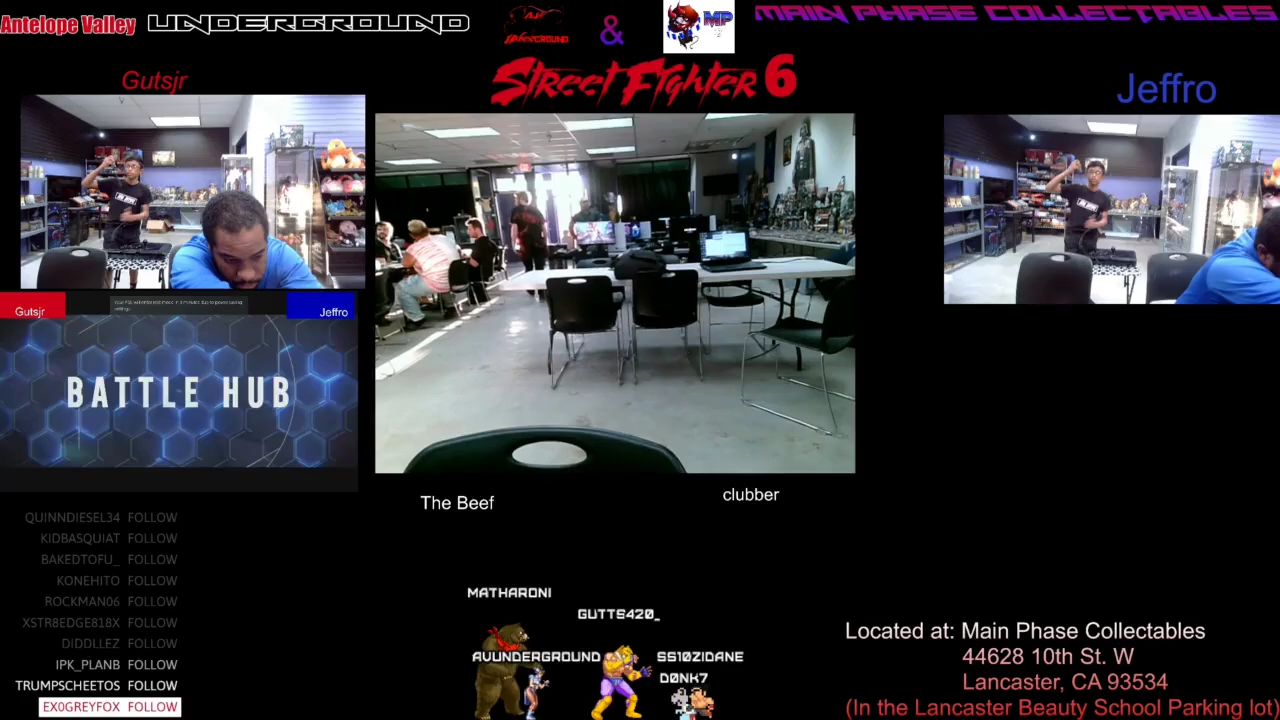 Antelope Valley UNDERGROUND
& MP
MAIN PHASE COLLECTABLES
Gutsjr
STREET FIGHTER 6
Jeffro
Gutsjr
Jeffro
BATTLE HUB
The Beef
clubber
QUINNDIESEL34 FOLLOW
KIDBASQUIAT FOLLOW
BAKEDTOFU_ FOLLOW
KONEHITO FOLLOW
ROCKMAN06 FOLLOW
XSTR8EDGE818X FOLLOW
DIDDLLEZ FOLLOW
IPK_PLANB FOLLOW
TRUMPSCHEETOS FOLLOW
EX0GREYFOX FOLLOW
MATHARONI
GUTTS420_
AVUNDERGROUND
SS10ZIDANE
D0NK7
Located at: Main Phase Collectables
44628 10th St. W
Lancaster, CA 93534
(In the Lancaster Beauty School Parking lot)